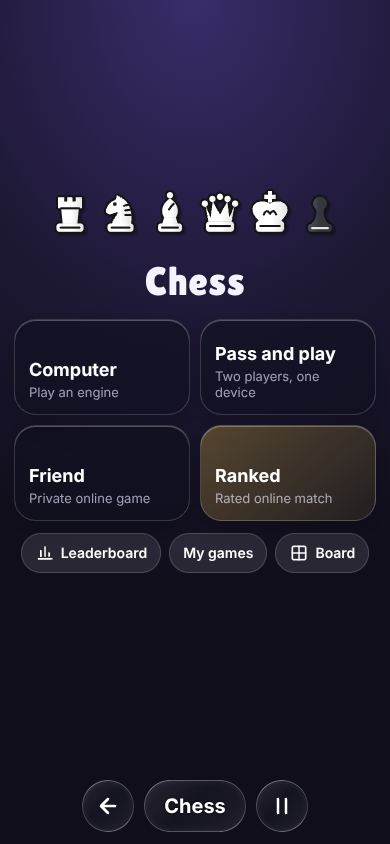 Chess
Computer
Play an engine
Pass and play
Two players, one
device
Friend
Private online game
Ranked
Rated online match
Leaderboard
My games
Board
Chess